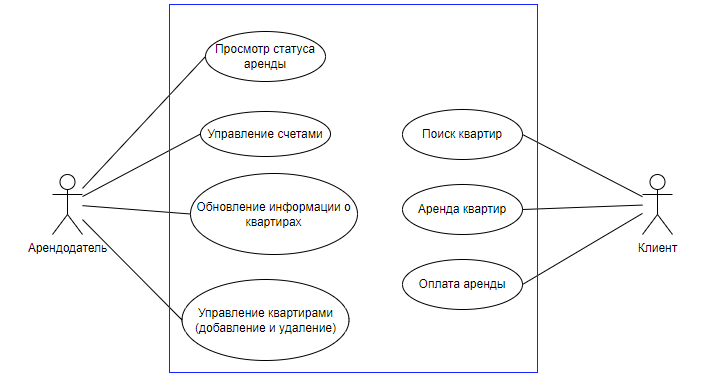 Просмотр статуса
аренды
Управление счетами
Поиск квартир
Обновление информации о
квартирах
Аренда квартир
Арендодатель
Клиент
Оплата аренды
Управление квартирами
(добавление и удаление)